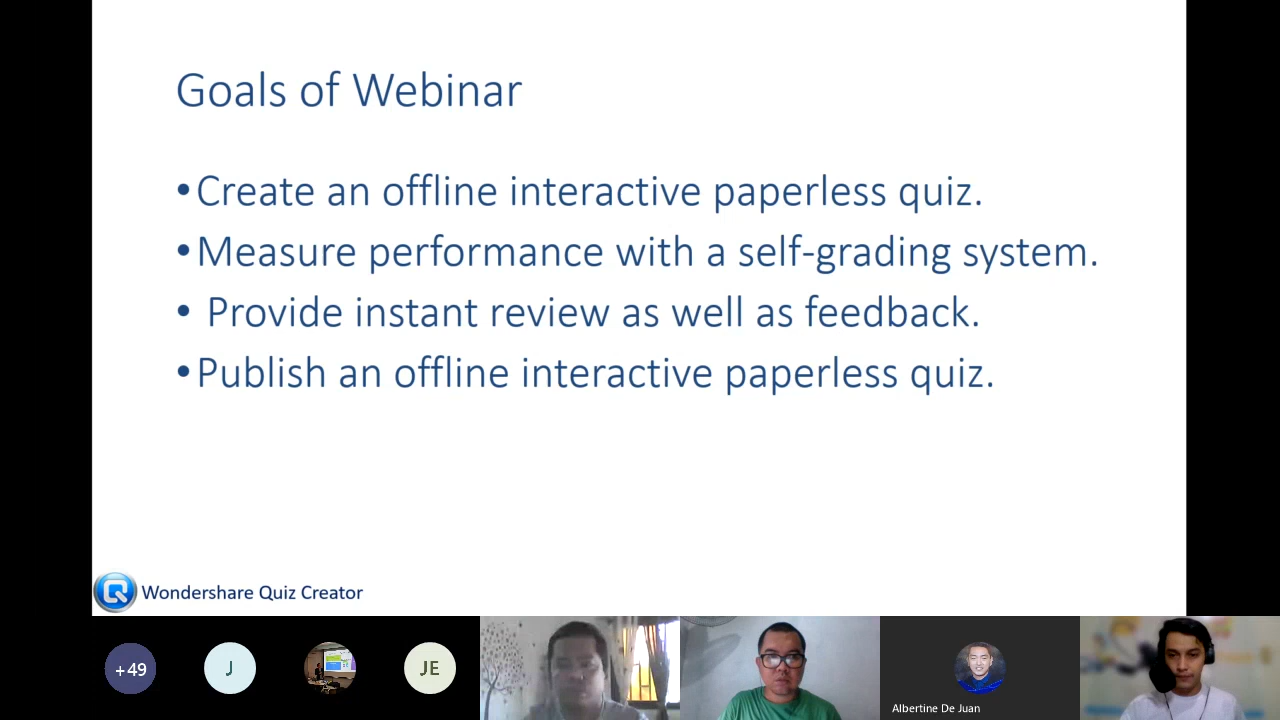 Goals of Webinar
•Create an offline interactive paperless quiz.
•Measure performance with a self-grading system.
• Provide instant review as well as feedback.
•Publish an offline interactive paperless quiz.
Wondershare Quiz Creator
+49
J
JE
Albertine De Juan